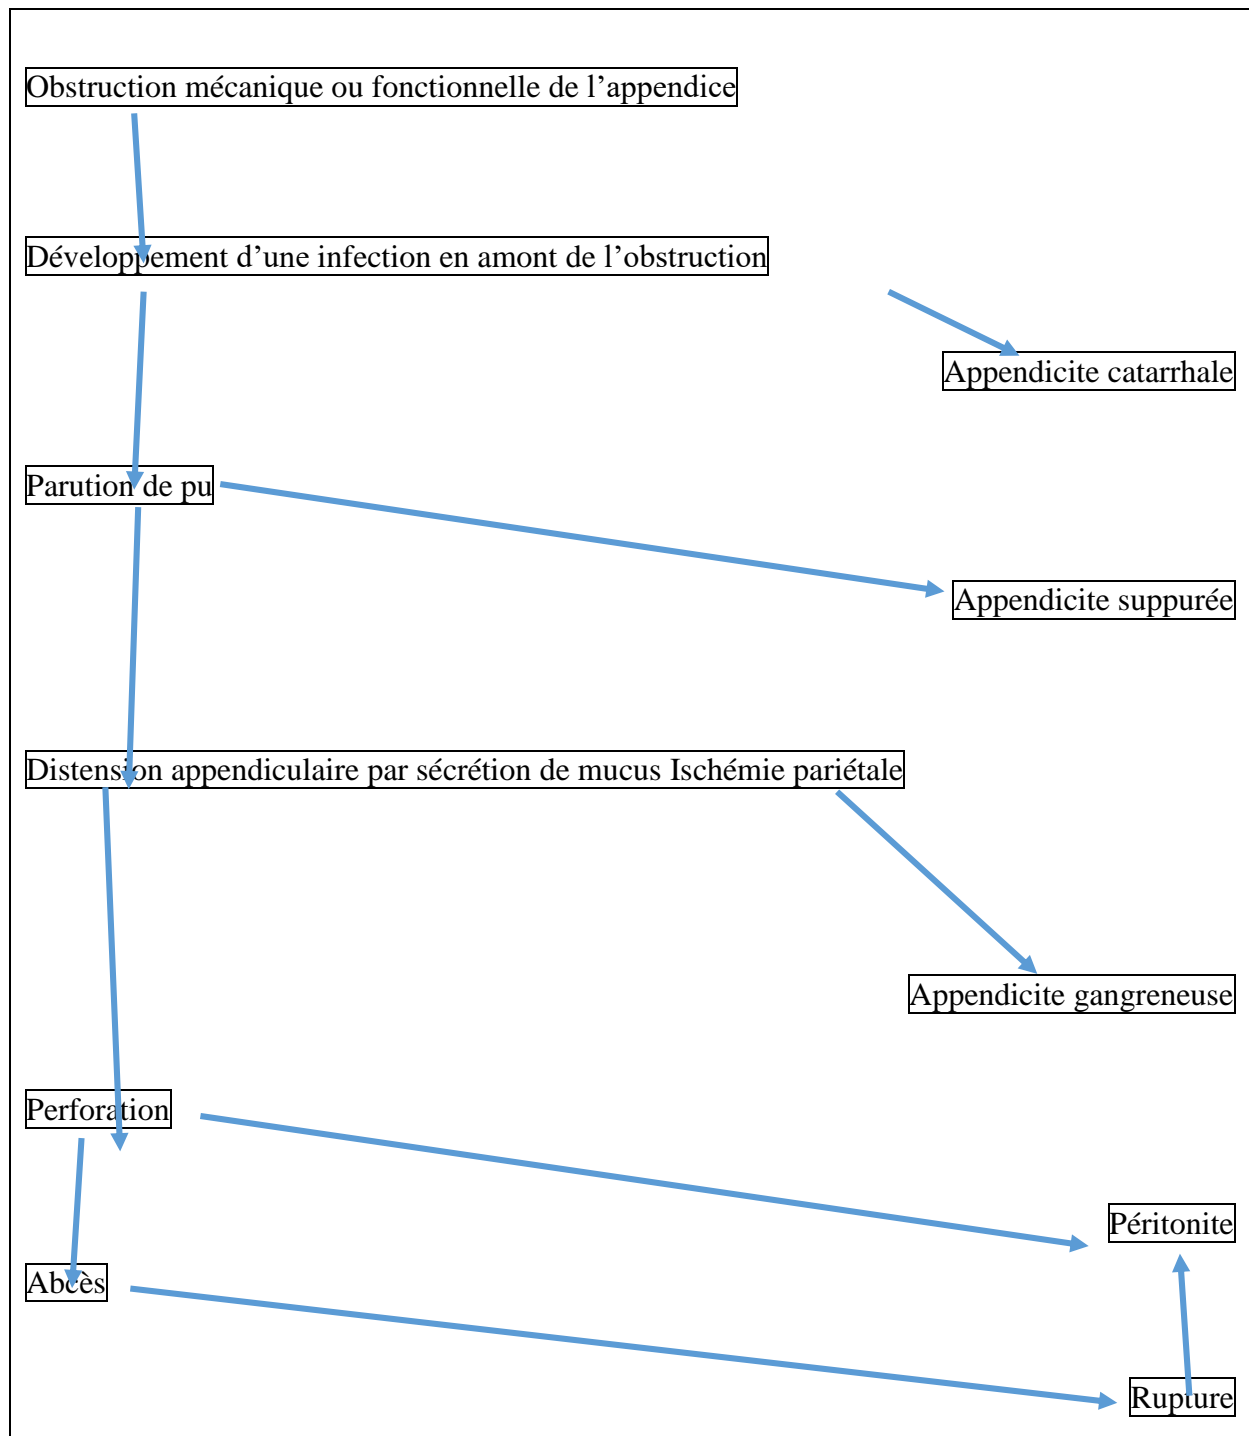 Obstruction mécanique ou fonctionnelle de l’appendice
Développement d’une infection en amont de l’obstruction
Appendicite catarrhale
Parution de pu
Appendicite suppurée
Distension appendiculaire par sécrétion de mucus Ischémie pariétale
Appendicite gangreneuse
Perforation
Péritonite
Abcès
Rupture